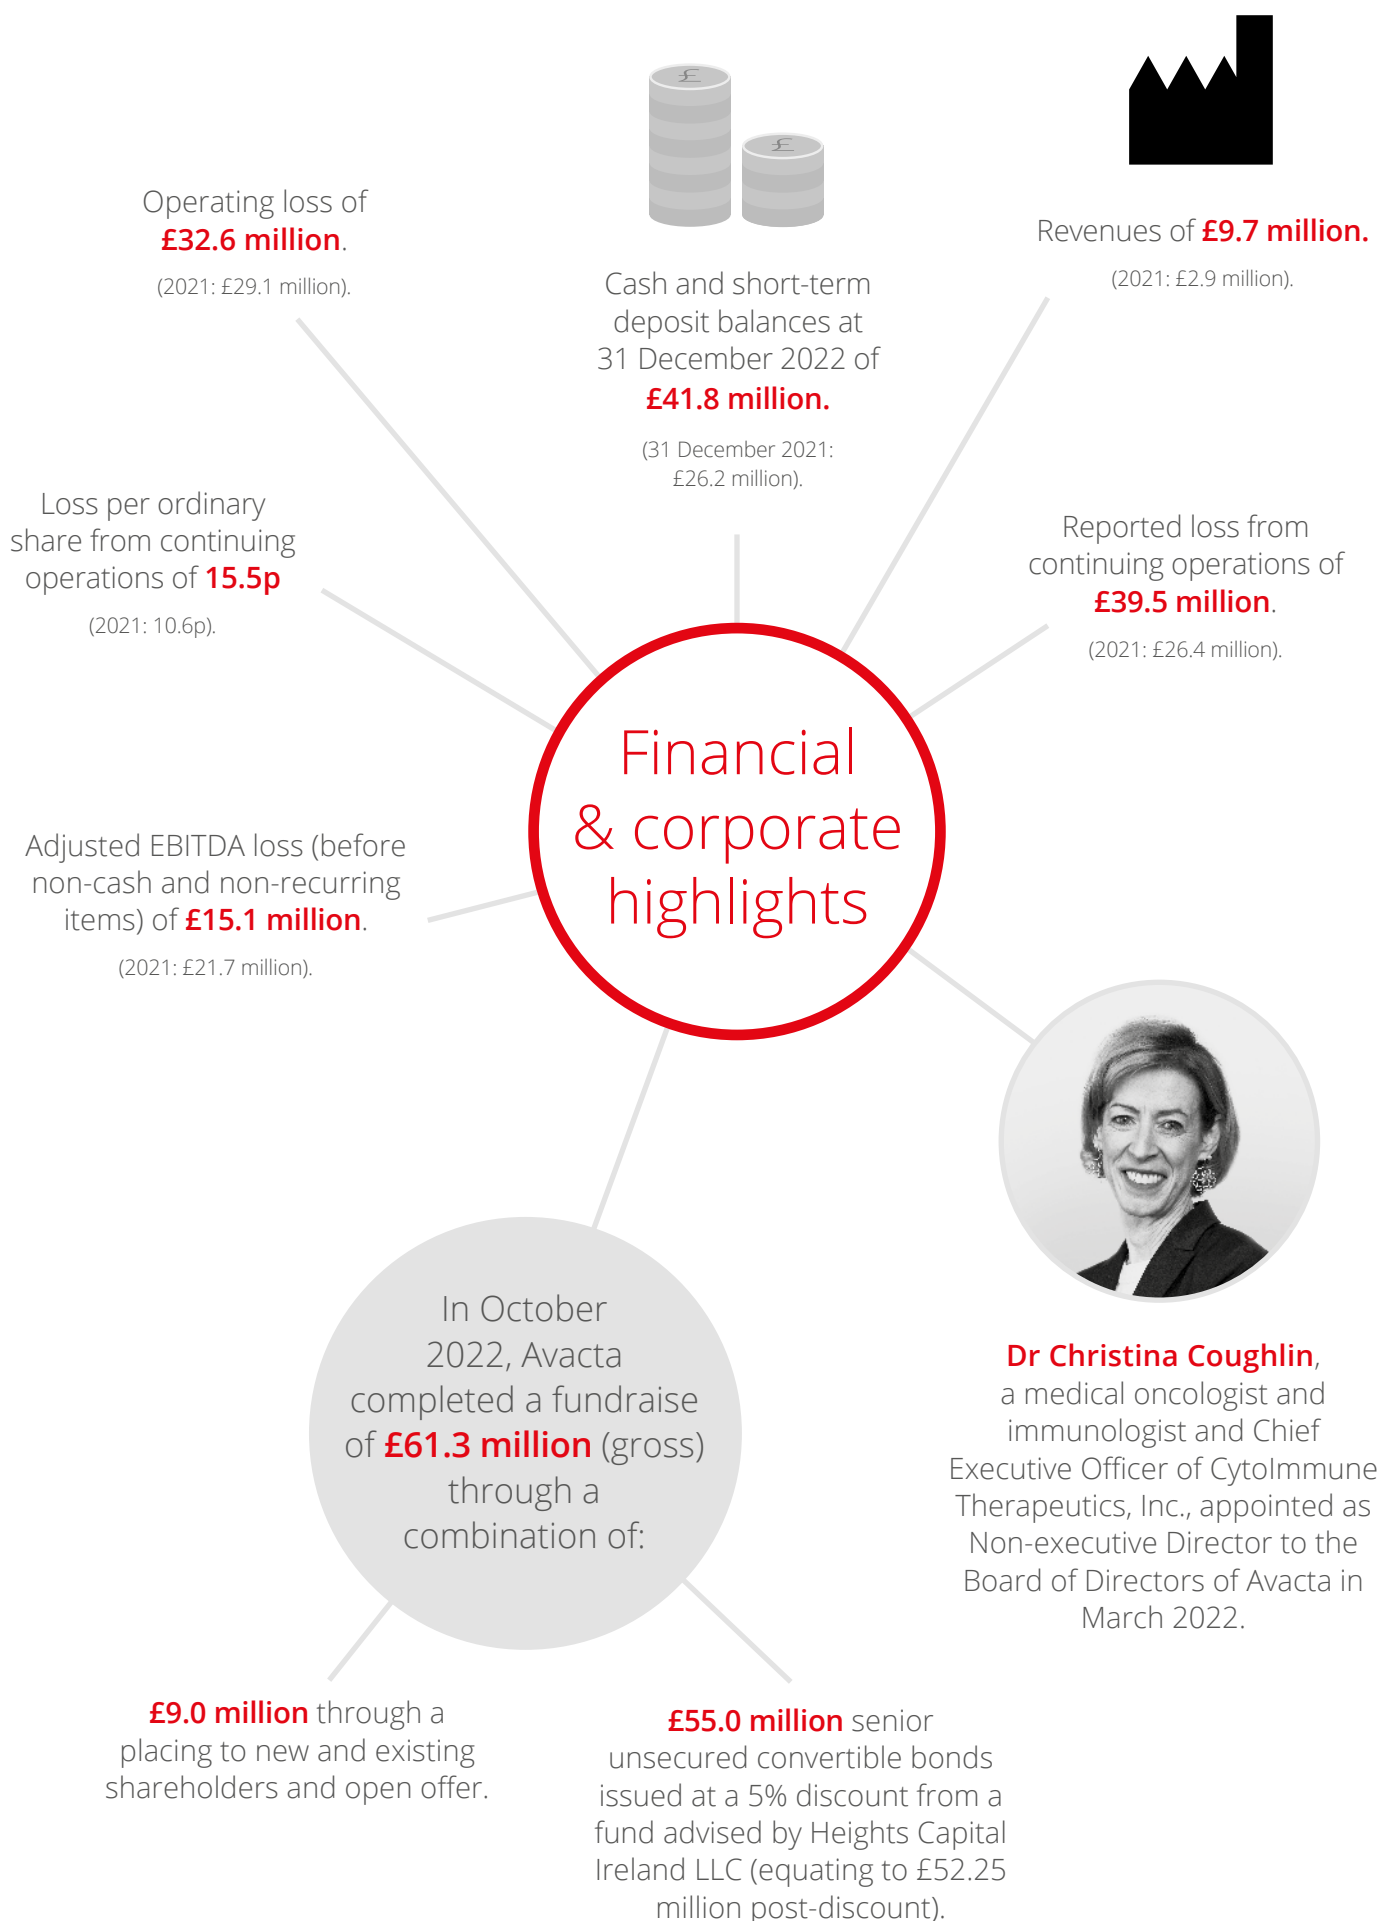 Operating loss of
£32.6 million.
(2021: £29.1 million).
£
£
Cash and short-term
deposit balances at
31 December 2022 of
£41.8 million.
(31 December 2021:
£26.2 million).
Revenues of £9.7 million.
(2021: £2.9 million).
Loss per ordinary
share from continuing
operations of 15.5p
(2021: 10.6p).
Reported loss from
continuing operations of
£39.5 million.
(2021: £26.4 million).
Financial
& corporate
highlights
Adjusted EBITDA loss (before
non-cash and non-recurring
items) of £15.1 million.
(2021: £21.7 million).
Dr Christina Coughlin,
a medical oncologist and
immunologist and Chief
Executive Officer of CytoImmune
Therapeutics, Inc., appointed as
Non-executive Director to the
Board of Directors of Avacta in
March 2022.
In October
2022, Avacta
completed a fundraise
of £61.3 million (gross)
through a
combination of:
£9.0 million through a
placing to new and existing
shareholders and open offer.
£55.0 million senior
unsecured convertible bonds
issued at a 5% discount from a
fund advised by Heights Capital
Ireland LLC (equating to £52.25
million post-discount).